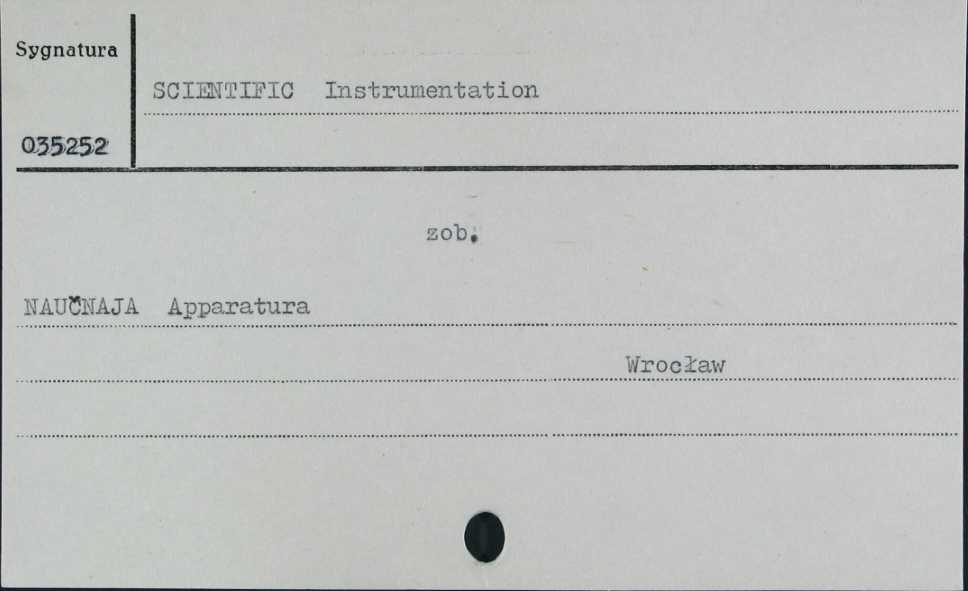 Sygnatura
SCIENTIFIC Instrumentation
035252
zob.
NAUČNAJA Apparatura
Wrocław